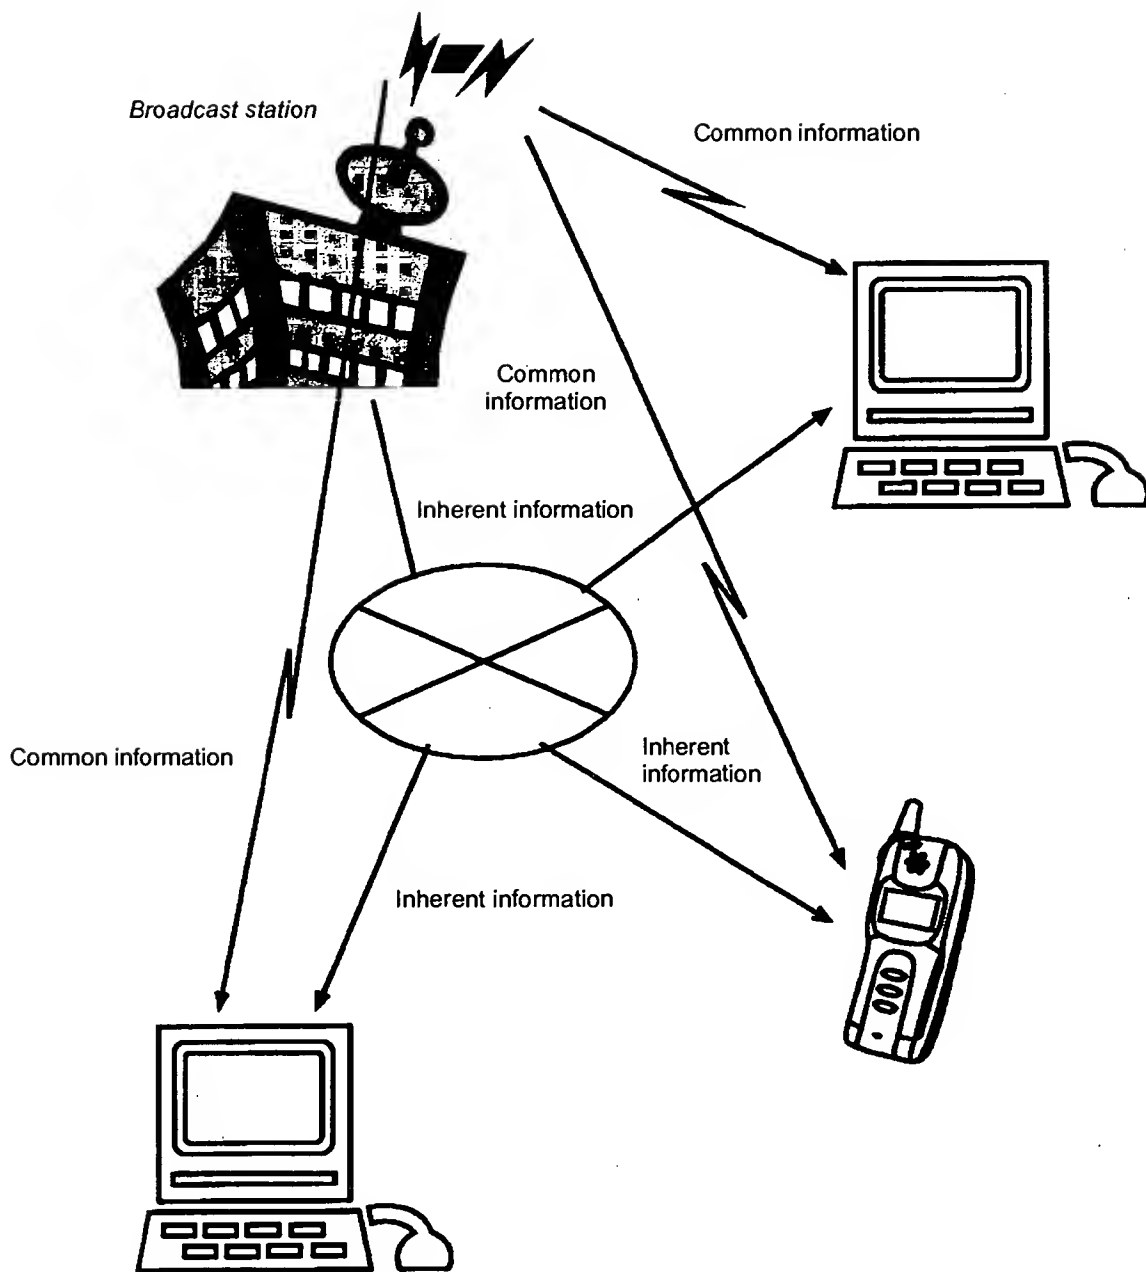 Broadcast station
Common information
Common
information
Inherent information
Common information
Inherent
information
Inherent information